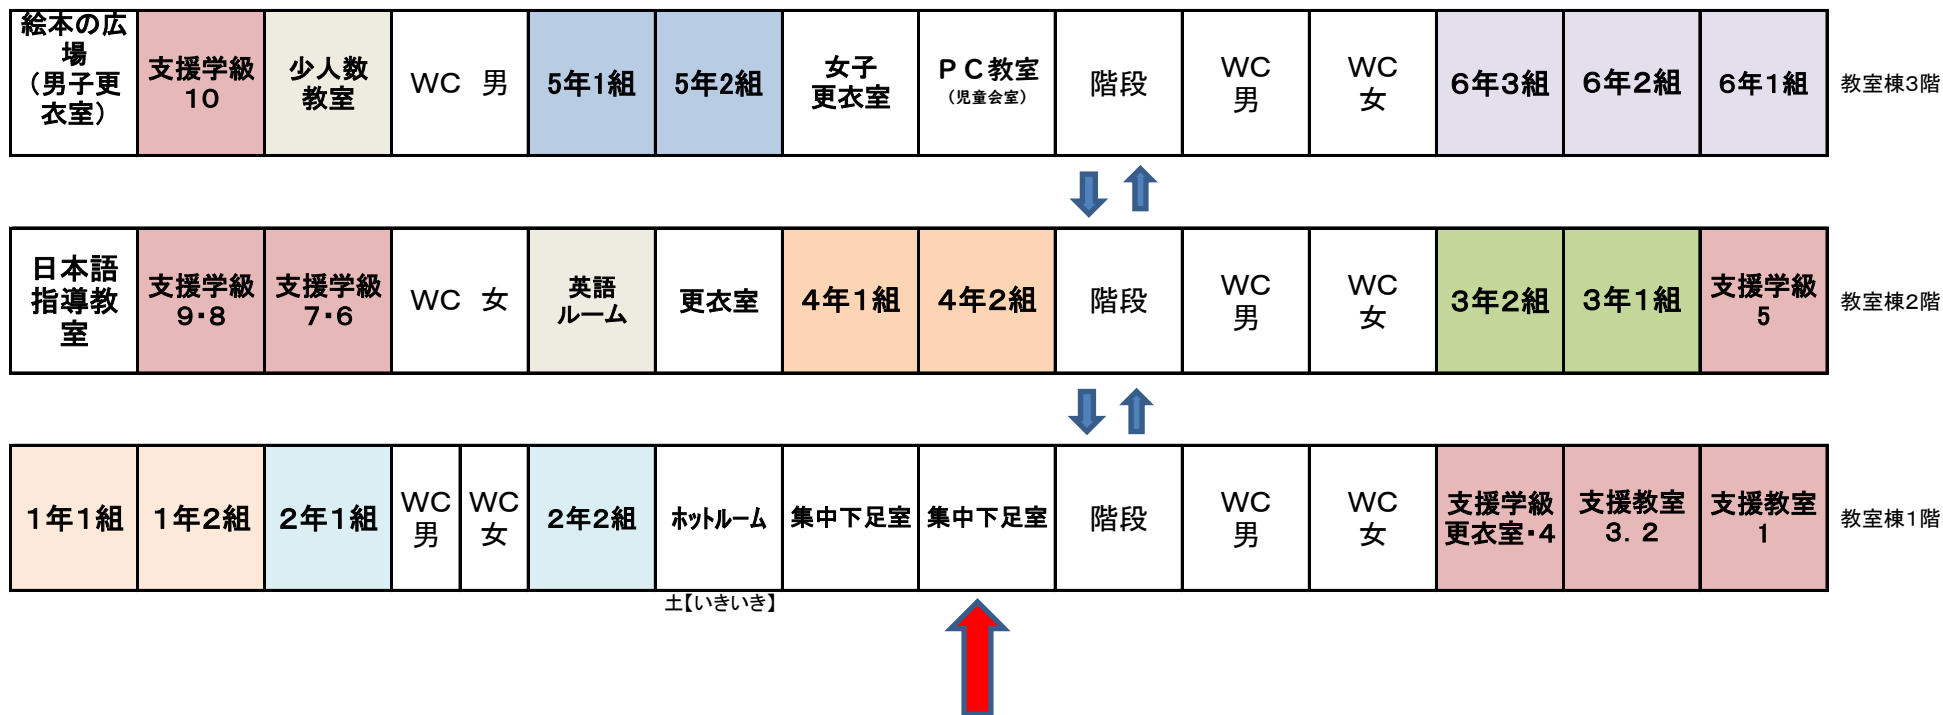 絵本の広
場
（男子更
衣室）
支援学級
１０
少人数
教室
WC　男
5年1組
5年2組
女子
更衣室
ＰＣ教室
（児童会室）
階段
WC
男
WC
女
６年３組
６年２組
６年１組
教室棟３階
日本語
指導教
室
支援学級
９・８
支援学級
７・６
WC　女
英語
ルーム
更衣室
４年１組
４年２組
階段
WC
男
WC
女
３年２組
３年１組
支援学級
５
教室棟２階
１年１組
１年２組
２年１組
WC
男
WC
女
２年２組
ホットルーム
集中下足室
集中下足室
階段
WC
男
WC
女
支援学級
更衣室・４
支援教室
３．２
支援教室
１
教室棟１階
土【いきいき】